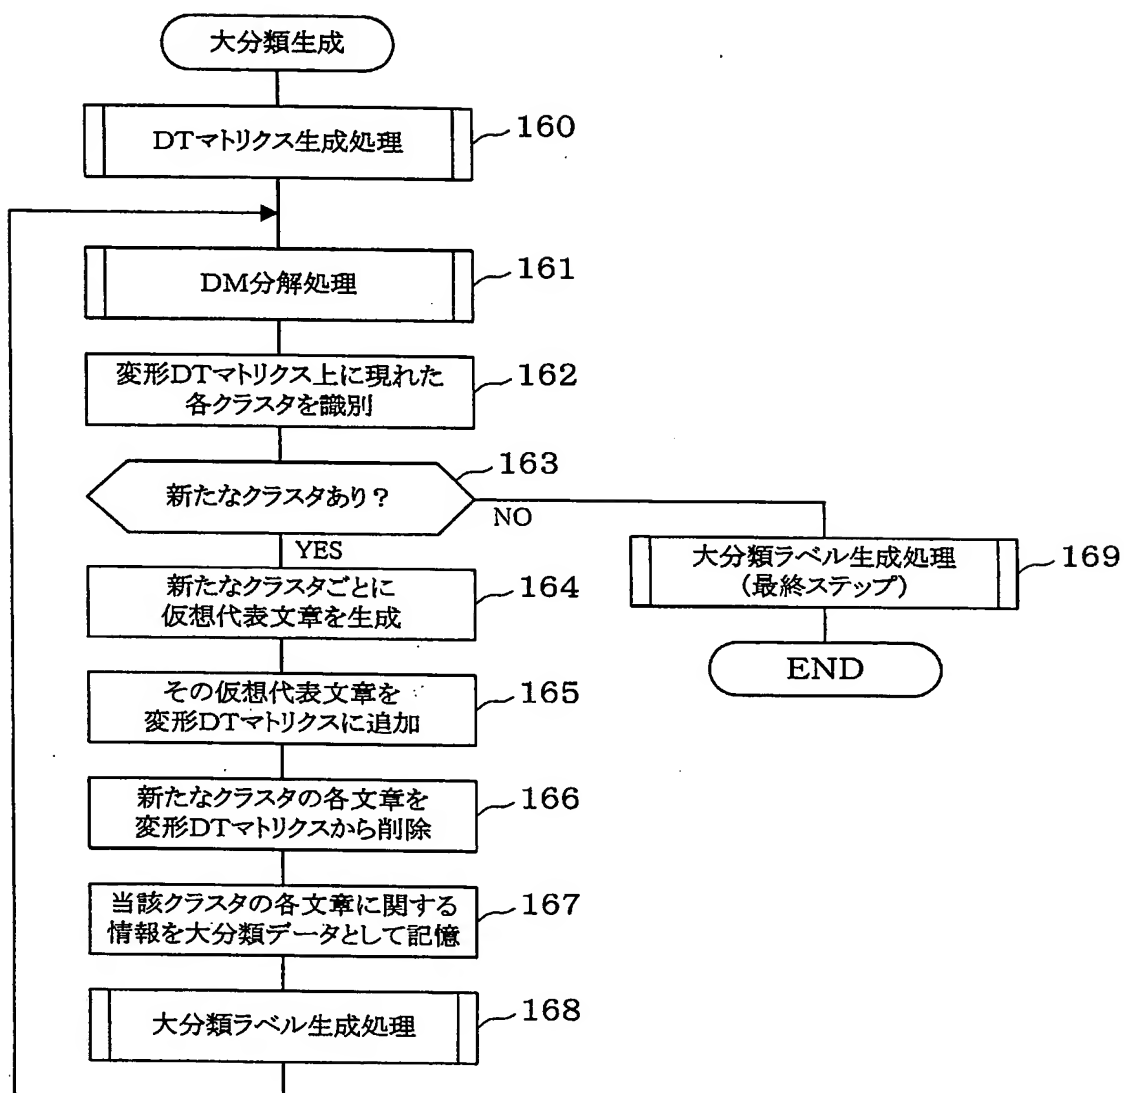 大分類生成
DTマトリクス生成処理
160
DM分解処理
161
変形DTマトリクス上に現れた
各クラスタを識別
162
新たなクラスタあり?
163
NO
YES
新たなクラスタごとに
仮想代表文章を生成
164
大分類ラベル生成処理
(最終ステップ)
169
END
その仮想代表文章を
変形DTマトリクスに追加
165
新たなクラスタの各文章を
変形DTマトリクスから削除
166
当該クラスタの各文章に関する
情報を大分類データとして記憶
167
大分類ラベル生成処理
168